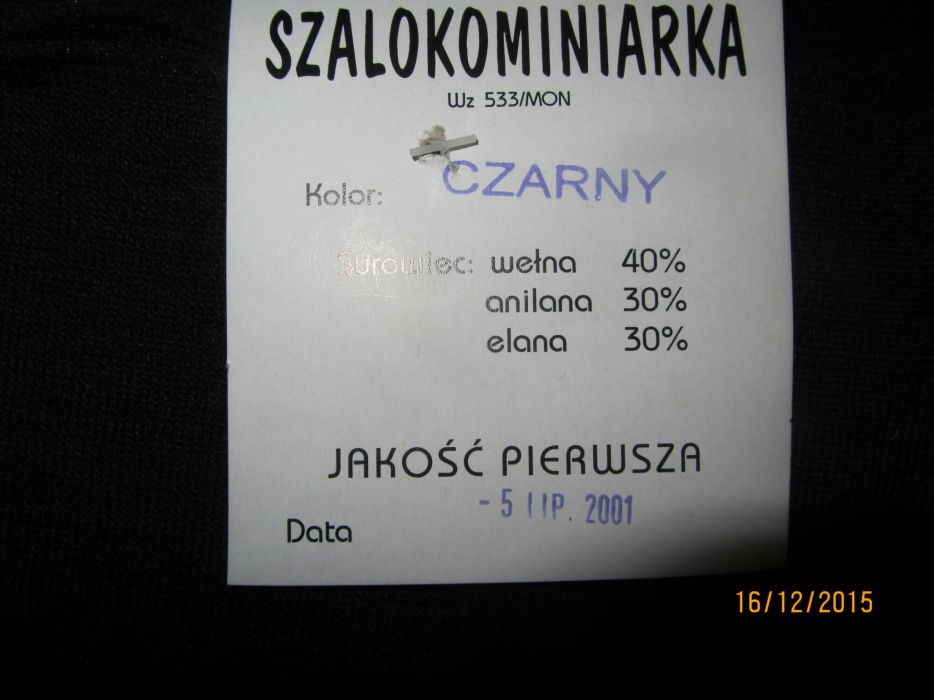 SZALOKOMINIARKA
Wz 533/MON
Kolor: CZARNY
Surowiec: wełna 40%
anilana 30%
elana 30%
JAKOŚĆ PIERWSZA
- 5 LIP. 2001
Data
16/12/2015